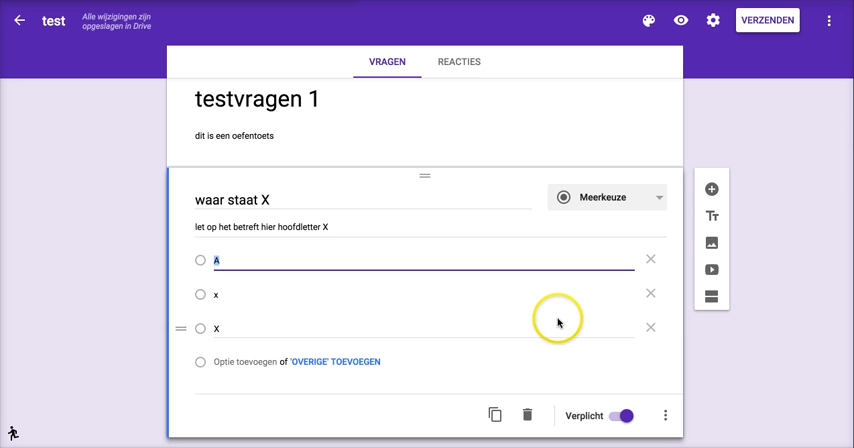 test
Alle wijzigingen zijn
opgeslagen in Drive
VERZENDEN
VRAGEN
REACTIES
testvragen 1
dit is een oefentoets
waar staat X
Meerkeuze
let op het betreft hier hoofdletter X
A
x
X
Optie toevoegen of 'OVERIGE' TOEVOEGEN
Verplicht
Tт